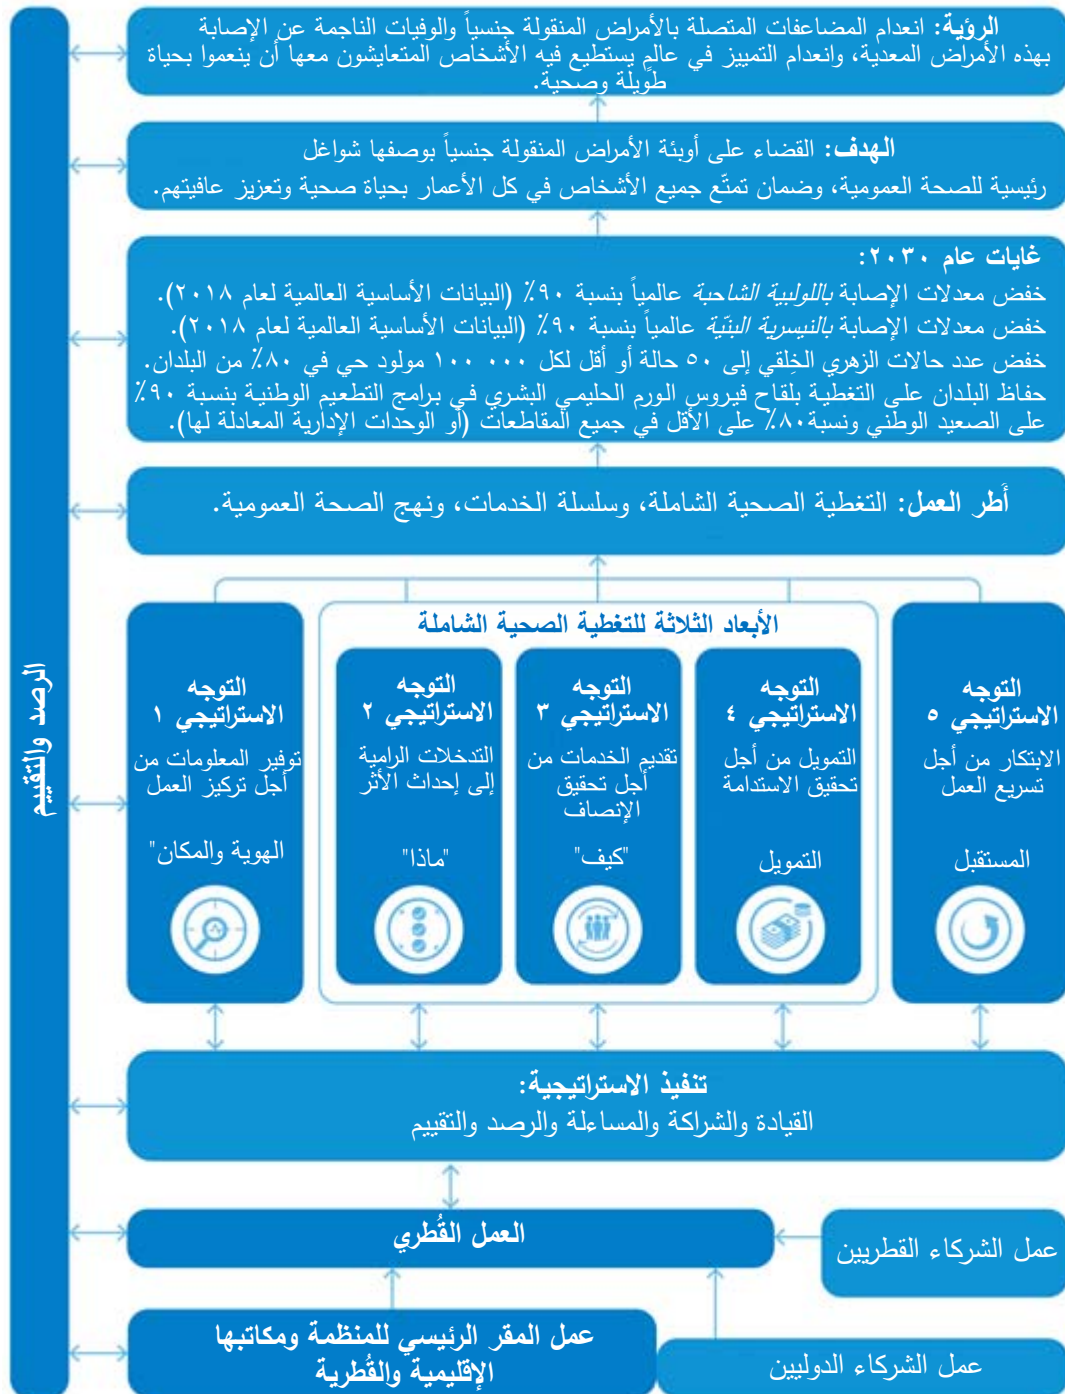 الرؤية: انعدام المضاعفات المتصلة بالأمراض المنقولة جنسياً والوفيات الناجمة عن الإصابة
بهذه الأمراض المعدية، وانعدام التمييز في عالم يستطيع فيه الأشخاص المتعايشون معها أن ينعموا بحياة
طويلة وصحية.
الهدف: القضاء على أوبئة الأمراض المنقولة جنسياً بوصفها شواغل
رئيسية للصحة العمومية، وضمان تمتّع جميع الأشخاص في كل الأعمار بحياة صحية وتعزيز عافيتهم.
غايات عام ٢٠٣٠:
خفض معدلات الإصابة باللولبية الشاحبة عالمياً بنسبة ٩٠٪ (البيانات الأساسية العالمية لعام ٢٠١٨).
خفض معدلات الإصابة بالنيسرية البنّية عالمياً بنسبة ٩٠٪ (البيانات الأساسية العالمية لعام ٢٠١٨).
خفض عدد حالات الزهري الخِلقي إلى ٥٠ حالة أو أقل لكل ١٠٠ ٠٠٠ مولود حي في ٨٠٪ من البلدان.
حفاظ البلدان على التغطية بلقاح فيروس الورم الحليمي البشري في برامج التطعيم الوطنية بنسبة ٩٠٪
على الصعيد الوطني ونسبة ٨٠٪ على الأقل في جميع المقاطعات (أو الوحدات الإدارية المعادلة لها).
أُطر العمل: التغطية الصحية الشاملة، وسلسلة الخدمات، ونهج الصحة العمومية.
الأبعاد الثلاثة للتغطية الصحية الشاملة
التوجه
الاستراتيجي ١
توفير المعلومات من
أجل تركيز العمل
الهوية والمكان"
التوجه
الاستراتيجي ٢
التدخلات الرامية
إلى إحداث الأثر
"ماذا"
التوجه
الاستراتيجي ٣
تقديم الخدمات من
أجل تحقيق
الإنصاف
"كيف"
التوجه
الاستراتيجي ٤
التمويل من أجل
تحقيق الاستدامة
التمويل
التوجه
الاستراتيجي ٥
الابتكار من أجل
تسريع العمل
المستقبل
تنفيذ الاستراتيجية:
القيادة والشراكة والمساءلة والرصد والتقييم
العمل القُطري
عمل الشركاء القطريين
عمل المقر الرئيسي للمنظمة ومكاتبها
الإقليمية والقُطرية
عمل الشركاء الدوليين
الرصد والتقييم